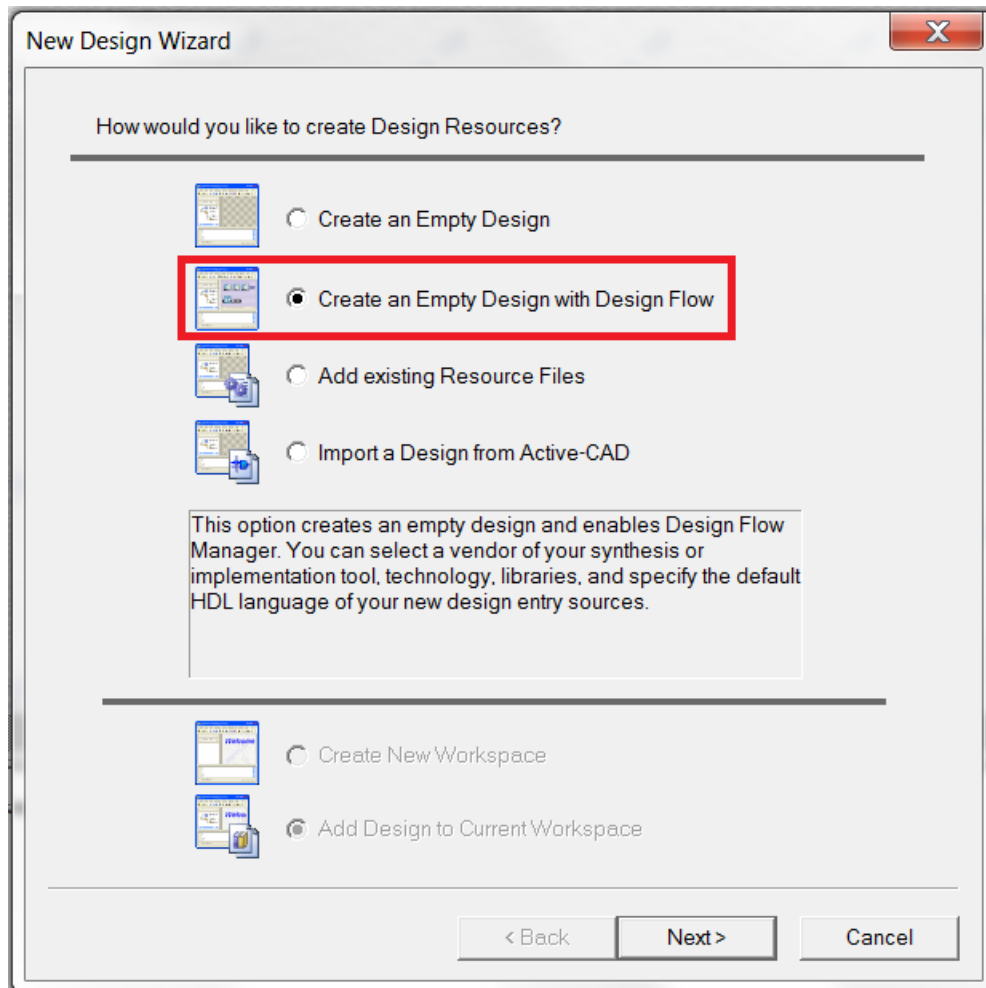 New Design Wizard
How would you like to create Design Resources?
Create an Empty Design
Create an Empty Design with Design Flow
Add existing Resource Files
Import a Design from Active-CAD
This option creates an empty design and enables Design Flow
Manager. You can select a vendor of your synthesis or
implementation tool, technology, libraries, and specify the default
HDL language of your new design entry sources.
Create New Workspace
Add Design to Current Workspace
< Back
Next >
Cancel